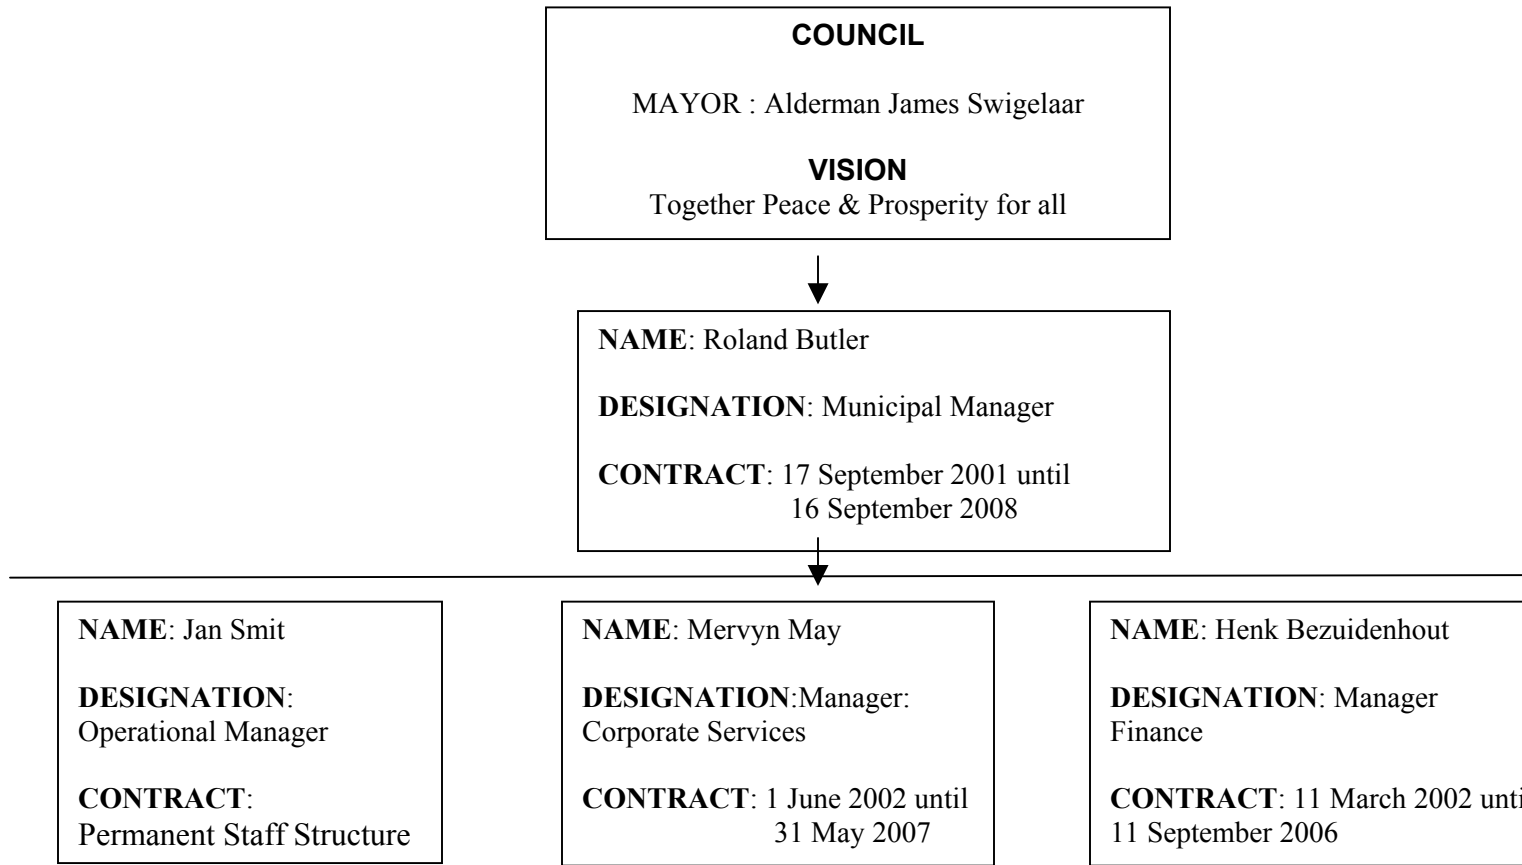 COUNCIL
MAYOR : Alderman James Swigelaar
VISION
Together Peace & Prosperity for all
NAME: Roland Butler
DESIGNATION: Municipal Manager
CONTRACT: 17 September 2001 until
16 September 2008
NAME: Jan Smit
DESIGNATION:
Operational Manager
CONTRACT:
Permanent Staff Structure
NAME: Mervyn May
DESIGNATION:Manager:
Corporate Services
CONTRACT: 1 June 2002 until
31 May 2007
NAME: Henk Bezuidenhout
DESIGNATION: Manager
Finance
CONTRACT: 11 March 2002 unti
11 September 2006